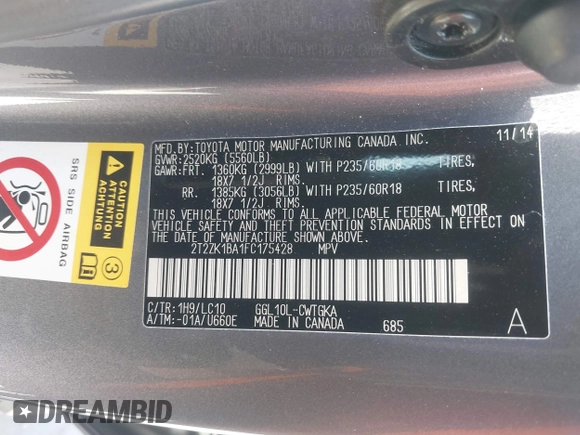 MFD.BY:TOYOTA MOTOR MANUFACTURING CANADA INC. 11/14
GVWR:2520KG (5560LB)
GAWR:FRT. 1360KG (2999LB) WITH P235/60R18 TIRES,
18X7 1/2J RIMS.
RR. 1385KG (3056LB) WITH P235/60R18 TIRES,
18X7 1/2J RIMS.
THIS VEHICLE CONFORMS TO ALL APPLICABLE FEDERAL MOTOR
VEHICLE SAFETY AND THEFT PREVENTION STANDARDS IN EFFECT ON
THE DATE OF MANUFACTURE SHOWN ABOVE.
2T2ZK1BA1FC175428 MPV
C/TR:1H9/LC10 GGL10L-CWTGKA
A/TM:-01A/U660E MADE IN CANADA 685 A
SRS SIDE AIRBAG
3
DREAMBID